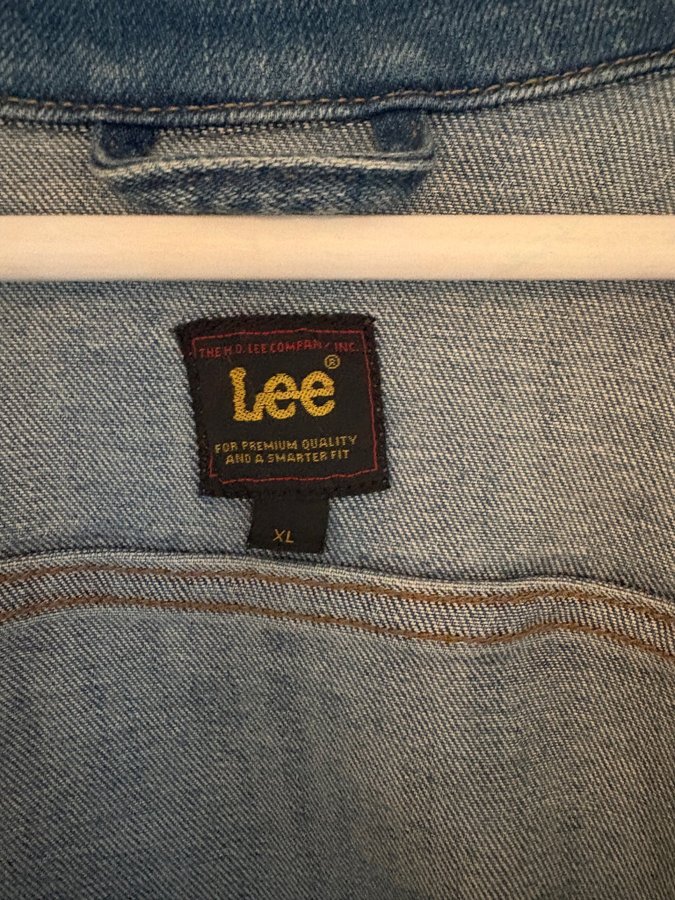 THE H.D. LEE COMPANY INC.
Lee®
FOR PREMIUM QUALITY
AND A SMARTER FIT
XL